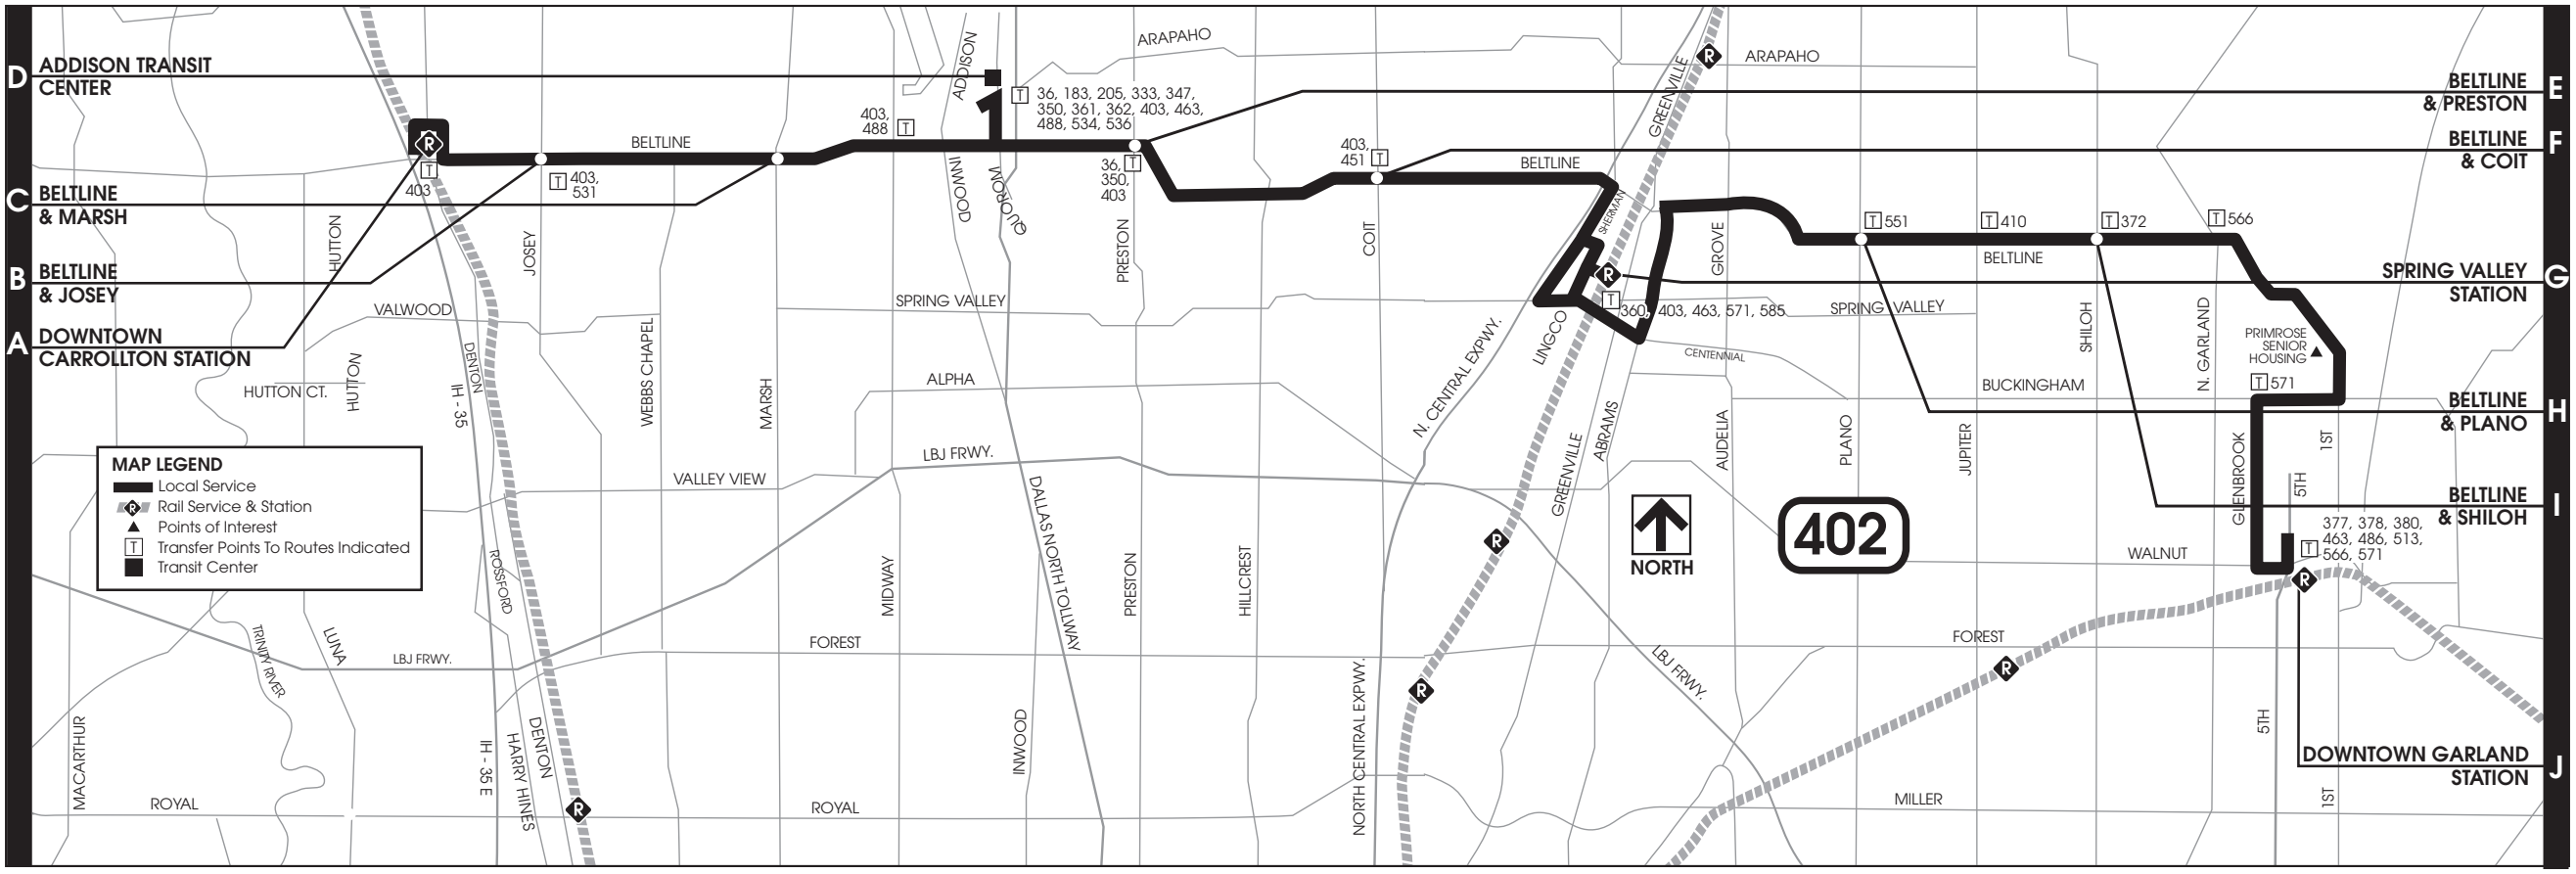 D
ADDISON TRANSIT
CENTER
C
BELTLINE
& MARSH
B
BELTLINE
& JOSEY
A
DOWNTOWN
CARROLLTON STATION
E
BELTLINE
& PRESTON
F
BELTLINE
& COIT
G
SPRING VALLEY
STATION
H
BELTLINE
& PLANO
I
BELTLINE
& SHILOH
J
DOWNTOWN GARLAND
STATION
MAP LEGEND
Local Service
R
Rail Service & Station
Points of Interest
T
Transfer Points To Routes Indicated
Transit Center
NORTH
402
R
T
403
BELTLINE
T
403,
531
403,
488
T
ADDISON
T
36, 183, 205, 333, 347,
350, 361, 362, 403, 463,
488, 534, 536
ARAPAHO
INWOOD
QUOROM
36,
T
350,
403
403,
451
T
BELTLINE
GREENVILLE
R
ARAPAHO
SHERMAN
R
T
360, 403, 463, 571, 585
GROVE
T
551
T
410
T
372
T
566
BELTLINE
HUTTON
JOSEY
PRESTON
COIT
VALWOOD
SPRING VALLEY
SPRING VALLEY
SHILOH
N. GARLAND
PRIMROSE
SENIOR
HOUSING
T
571
HUTTON CT.
HUTTON
DENTON
IH - 35
WEBBS CHAPEL
MARSH
ALPHA
N. CENTRAL EXPWY.
LINGCO
CENTENNIAL
BUCKINGHAM
LBJ FRWY.
VALLEY VIEW
DALLAS NORTH TOLLWAY
GREENVILLE
ABRAMS
AUDELIA
PLANO
JUPITER
GLENBROOK
1ST
5TH
377, 378, 380,
463, 486, 513,
T
566, 571
WALNUT
R
R
ROSSFORD
MIDWAY
PRESTON
HILLCREST
TRINITY RIVER
LUNA
LBJ FRWY.
FOREST
FOREST
LBJ FRWY.
R
R
NORTH CENTRAL EXPWY.
MACARTHUR
IH - 35 E
HARRY HINES
DENTON
INWOOD
5TH
1ST
ROYAL
R
ROYAL
MILLER
1